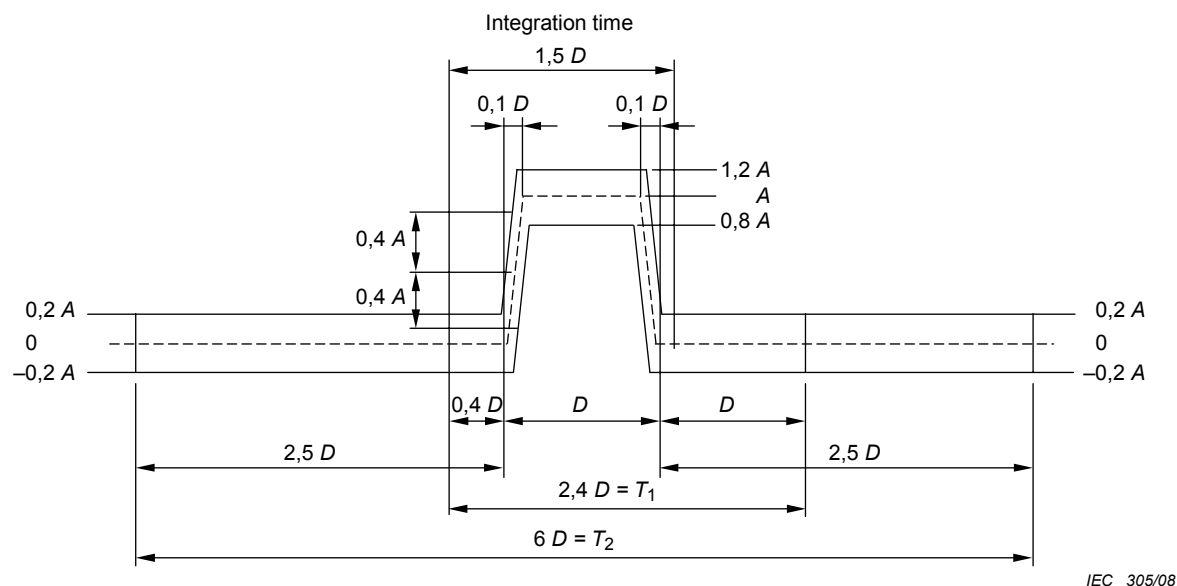 Integration time
1,5 D
0,1 D 0,1 D
1,2 A
A
0,8 A
0,4 A
0,4 A
0,2 A 0,2 A
0 0
–0,2 A –0,2 A
0,4 D D D
2,5 D 2,5 D
2,4 D = T1
6 D = T2
IEC 305/08